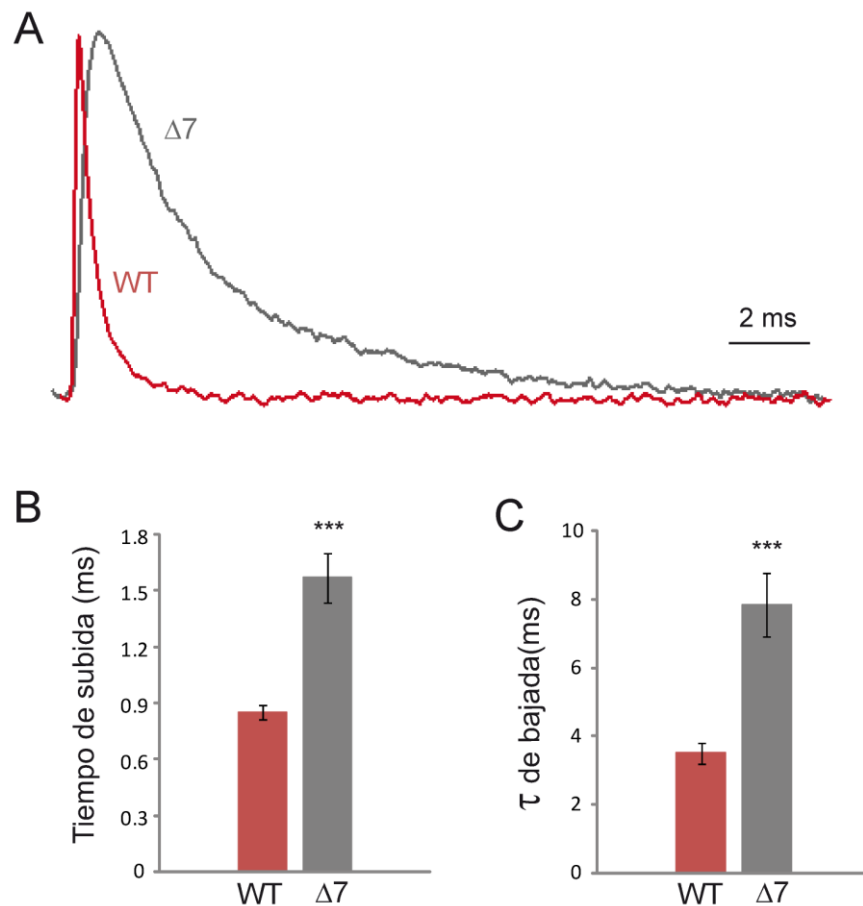 A
Δ7
WT
2 ms
B
Tiempo de subida (ms)
1.8
1.5
1.2
0.9
0.6
0.3
0
***
WT
Δ7
C
τ de bajada(ms)
10
8
6
4
2
0
***
WT
Δ7